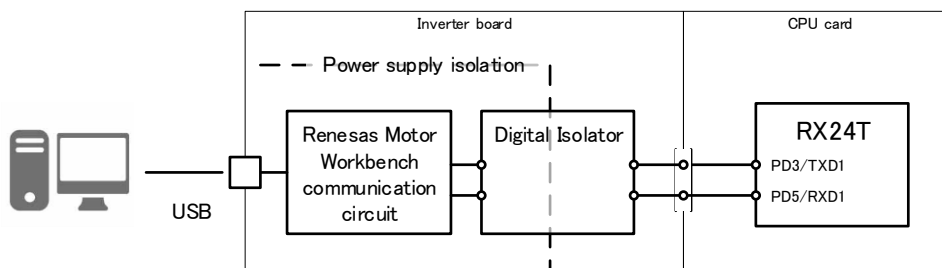 Inverter board
CPU card
Power supply isolation
Renesas Motor
Workbench
communication
circuit
Digital Isolator
RX24T
PD3/TXD1
PD5/RXD1
USB